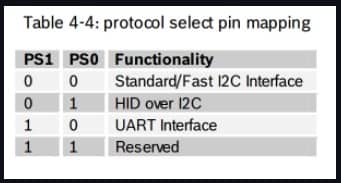 Table 4-4: protocol select pin mapping
PS1 PS0 Functionality
0 0 Standard/Fast I2C Interface
0 1 HID over I2C
1 0 UART Interface
1 1 Reserved